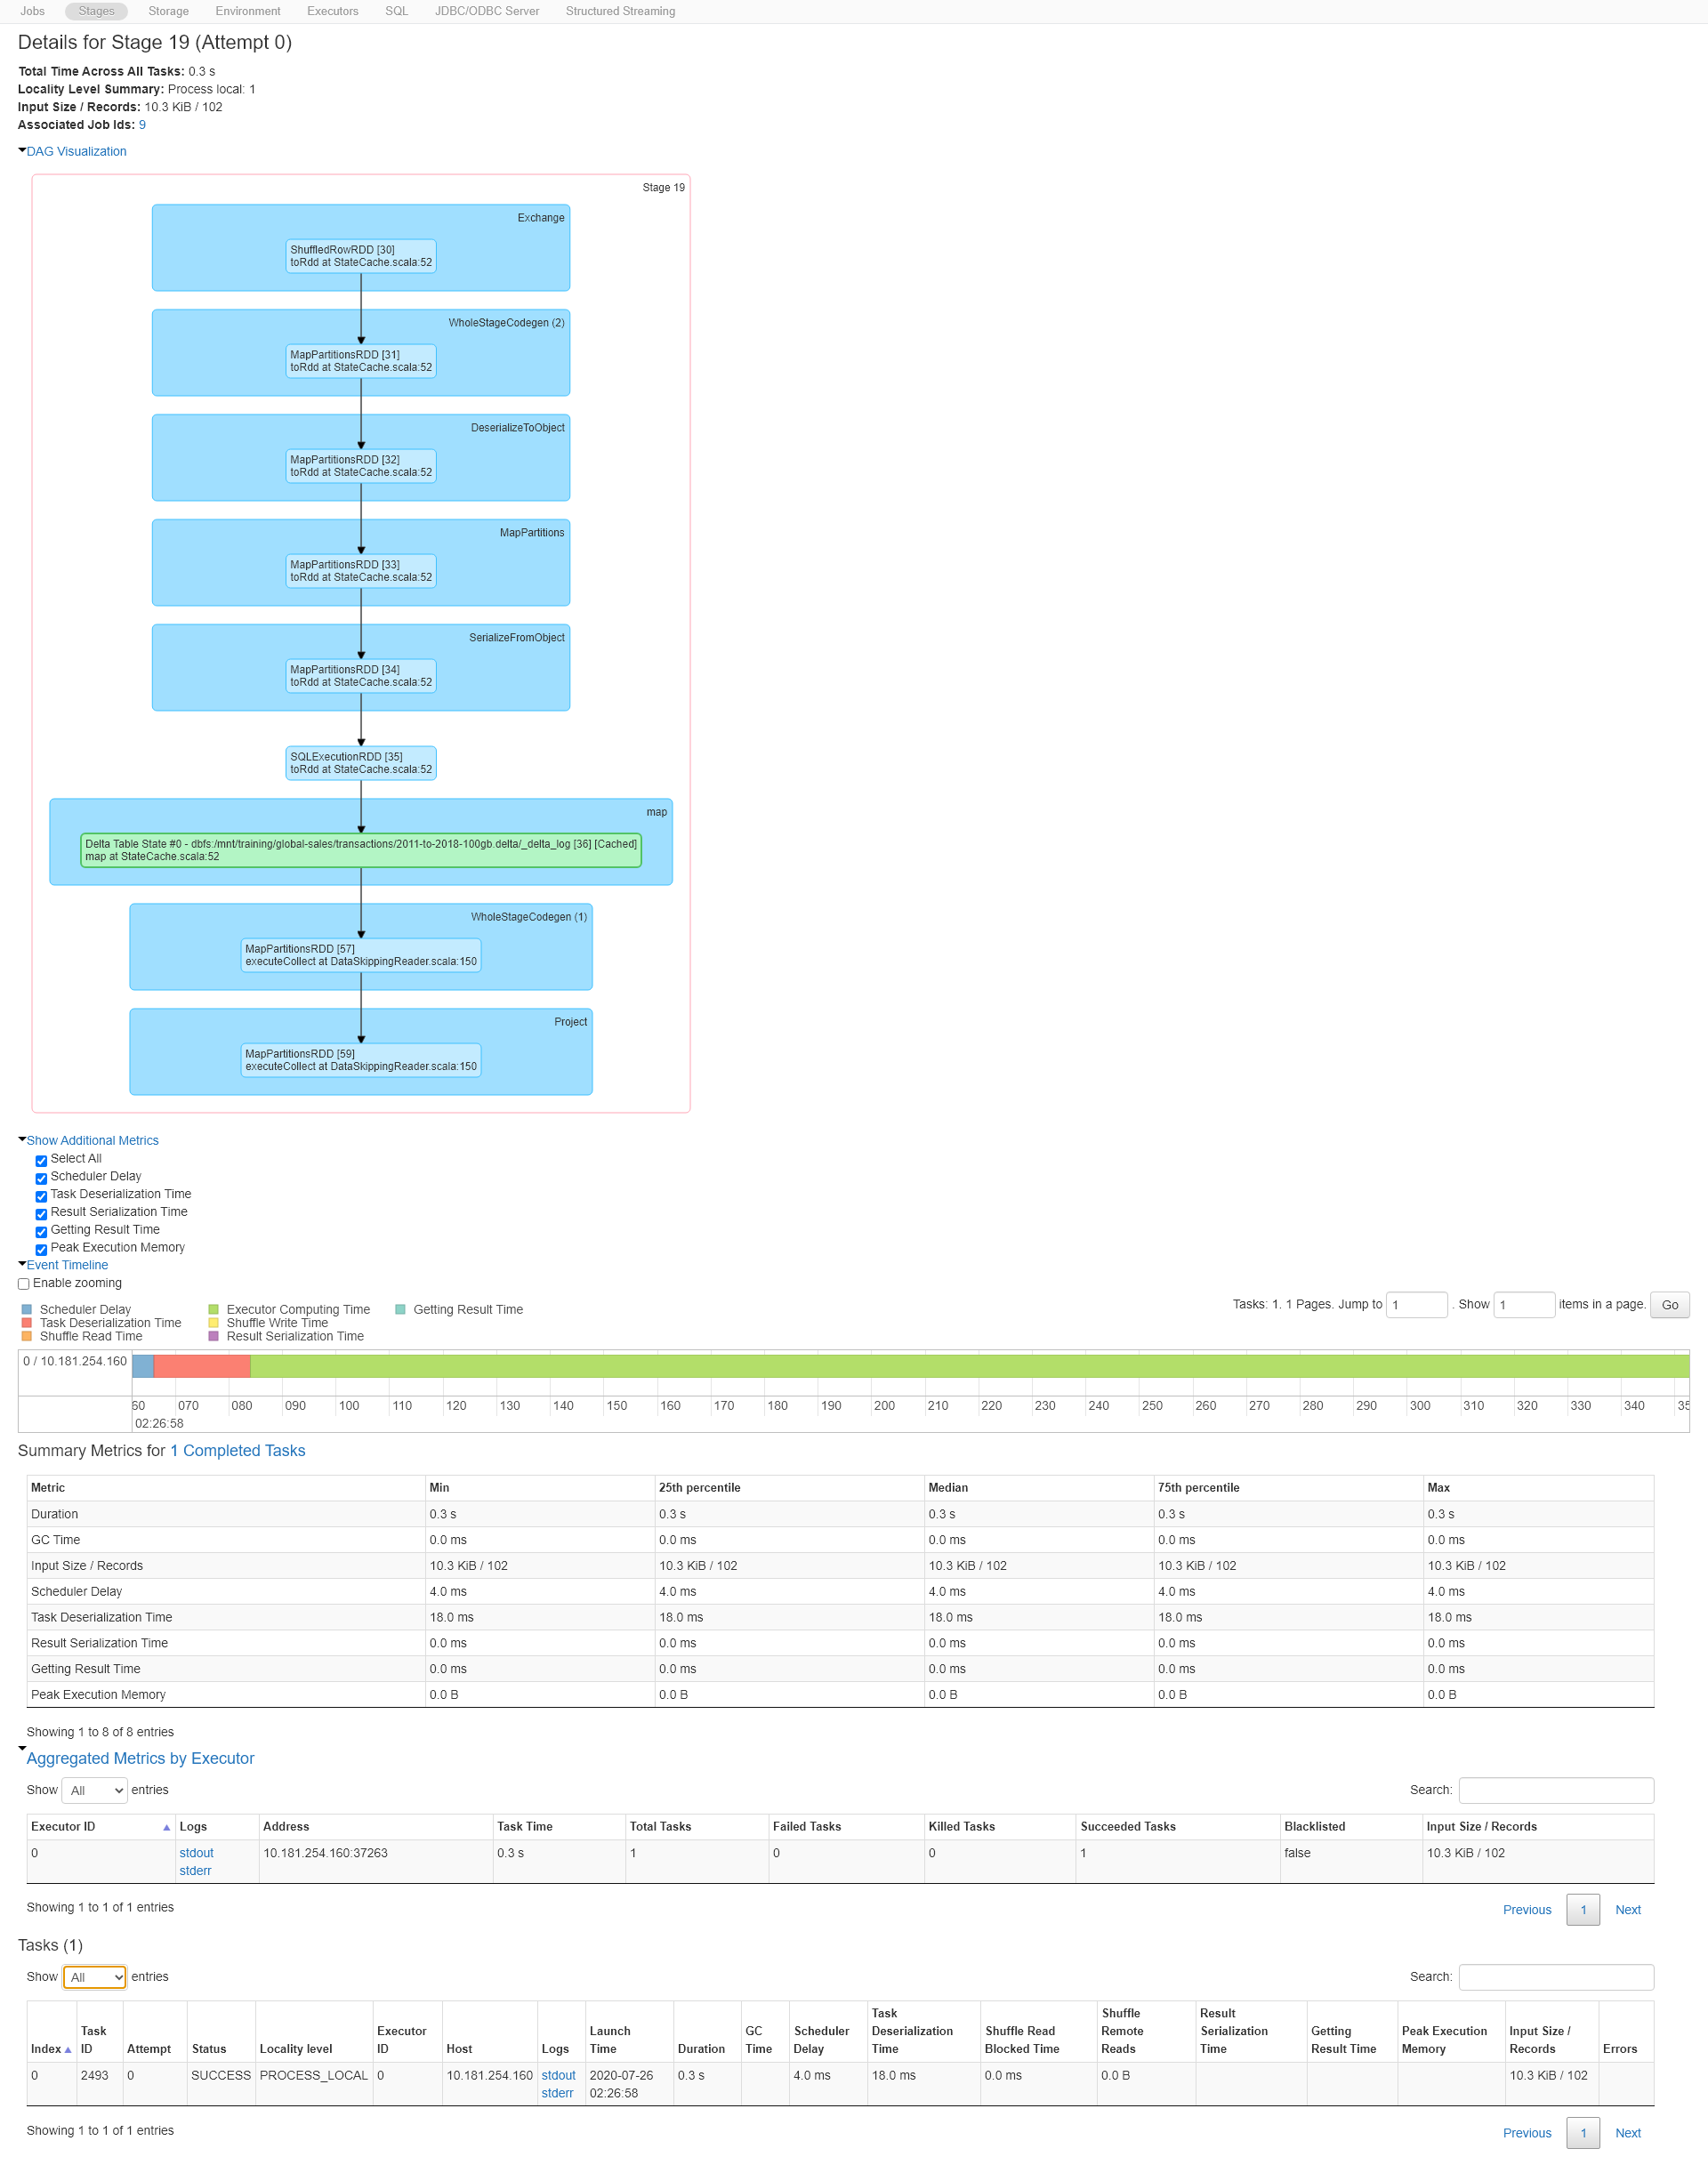 Jobs Stages Storage Environment Executors SQL JDBC/ODBC Server Structured Streaming
Details for Stage 19 (Attempt 0)
Total Time Across All Tasks: 0.3 s
Locality Level Summary: Process local: 1
Input Size / Records: 10.3 KiB / 102
Associated Job Ids: 9
DAG Visualization
Stage 19
Exchange
ShuffledRowRDD [30]
toRdd at StateCache.scala:52
WholeStageCodegen (2)
MapPartitionsRDD [31]
toRdd at StateCache.scala:52
DeserializeToObject
MapPartitionsRDD [32]
toRdd at StateCache.scala:52
MapPartitions
MapPartitionsRDD [33]
toRdd at StateCache.scala:52
SerializeFromObject
MapPartitionsRDD [34]
toRdd at StateCache.scala:52
SQLExecutionRDD [35]
toRdd at StateCache.scala:52
map
Delta Table State #0 - dbfs:/mnt/training/global-sales/transactions/2011-to-2018-100gb.delta/_delta_log [36] [Cached]
map at StateCache.scala:52
WholeStageCodegen (1)
MapPartitionsRDD [57]
executeCollect at DataSkippingReader.scala:150
Project
MapPartitionsRDD [59]
executeCollect at DataSkippingReader.scala:150
Show Additional Metrics
Select All
Scheduler Delay
Task Deserialization Time
Result Serialization Time
Getting Result Time
Peak Execution Memory
Event Timeline
Enable zooming
Scheduler Delay Executor Computing Time Getting Result Time
Task Deserialization Time Shuffle Write Time
Shuffle Read Time Result Serialization Time
Tasks: 1. 1 Pages. Jump to 1 . Show 1 items in a page. Go
0 / 10.181.254.160
60 070 080 090 100 110 120 130 140 150 160 170 180 190 200 210 220 230 240 250 260 270 280 290 300 310 320 330 340 35
02:26:58
Summary Metrics for 1 Completed Tasks
Metric Min 25th percentile Median 75th percentile Max
Duration 0.3 s 0.3 s 0.3 s 0.3 s 0.3 s
GC Time 0.0 ms 0.0 ms 0.0 ms 0.0 ms 0.0 ms
Input Size / Records 10.3 KiB / 102 10.3 KiB / 102 10.3 KiB / 102 10.3 KiB / 102 10.3 KiB / 102
Scheduler Delay 4.0 ms 4.0 ms 4.0 ms 4.0 ms 4.0 ms
Task Deserialization Time 18.0 ms 18.0 ms 18.0 ms 18.0 ms 18.0 ms
Result Serialization Time 0.0 ms 0.0 ms 0.0 ms 0.0 ms 0.0 ms
Getting Result Time 0.0 ms 0.0 ms 0.0 ms 0.0 ms 0.0 ms
Peak Execution Memory 0.0 B 0.0 B 0.0 B 0.0 B 0.0 B
Showing 1 to 8 of 8 entries
Aggregated Metrics by Executor
Show All entries Search:
Executor ID Logs Address Task Time Total Tasks Failed Tasks Killed Tasks Succeeded Tasks Blacklisted Input Size / Records
0 stdout 10.181.254.160:37263 0.3 s 1 0 0 1 false 10.3 KiB / 102
stderr
Showing 1 to 1 of 1 entries
Previous 1 Next
Tasks (1)
Show All entries Search:
Task Shuffle Result
Task Executor Launch GC Scheduler Deserialization Shuffle Read Remote Serialization Getting Peak Execution Input Size /
Index ID Attempt Status Locality level ID Host Logs Time Duration Time Delay Time Blocked Time Reads Time Result Time Memory Records Errors
0 2493 0 SUCCESS PROCESS_LOCAL 0 10.181.254.160 stdout 2020-07-26 0.3 s 4.0 ms 18.0 ms 0.0 ms 0.0 B 10.3 KiB / 102
stderr 02:26:58
Showing 1 to 1 of 1 entries
Previous 1 Next